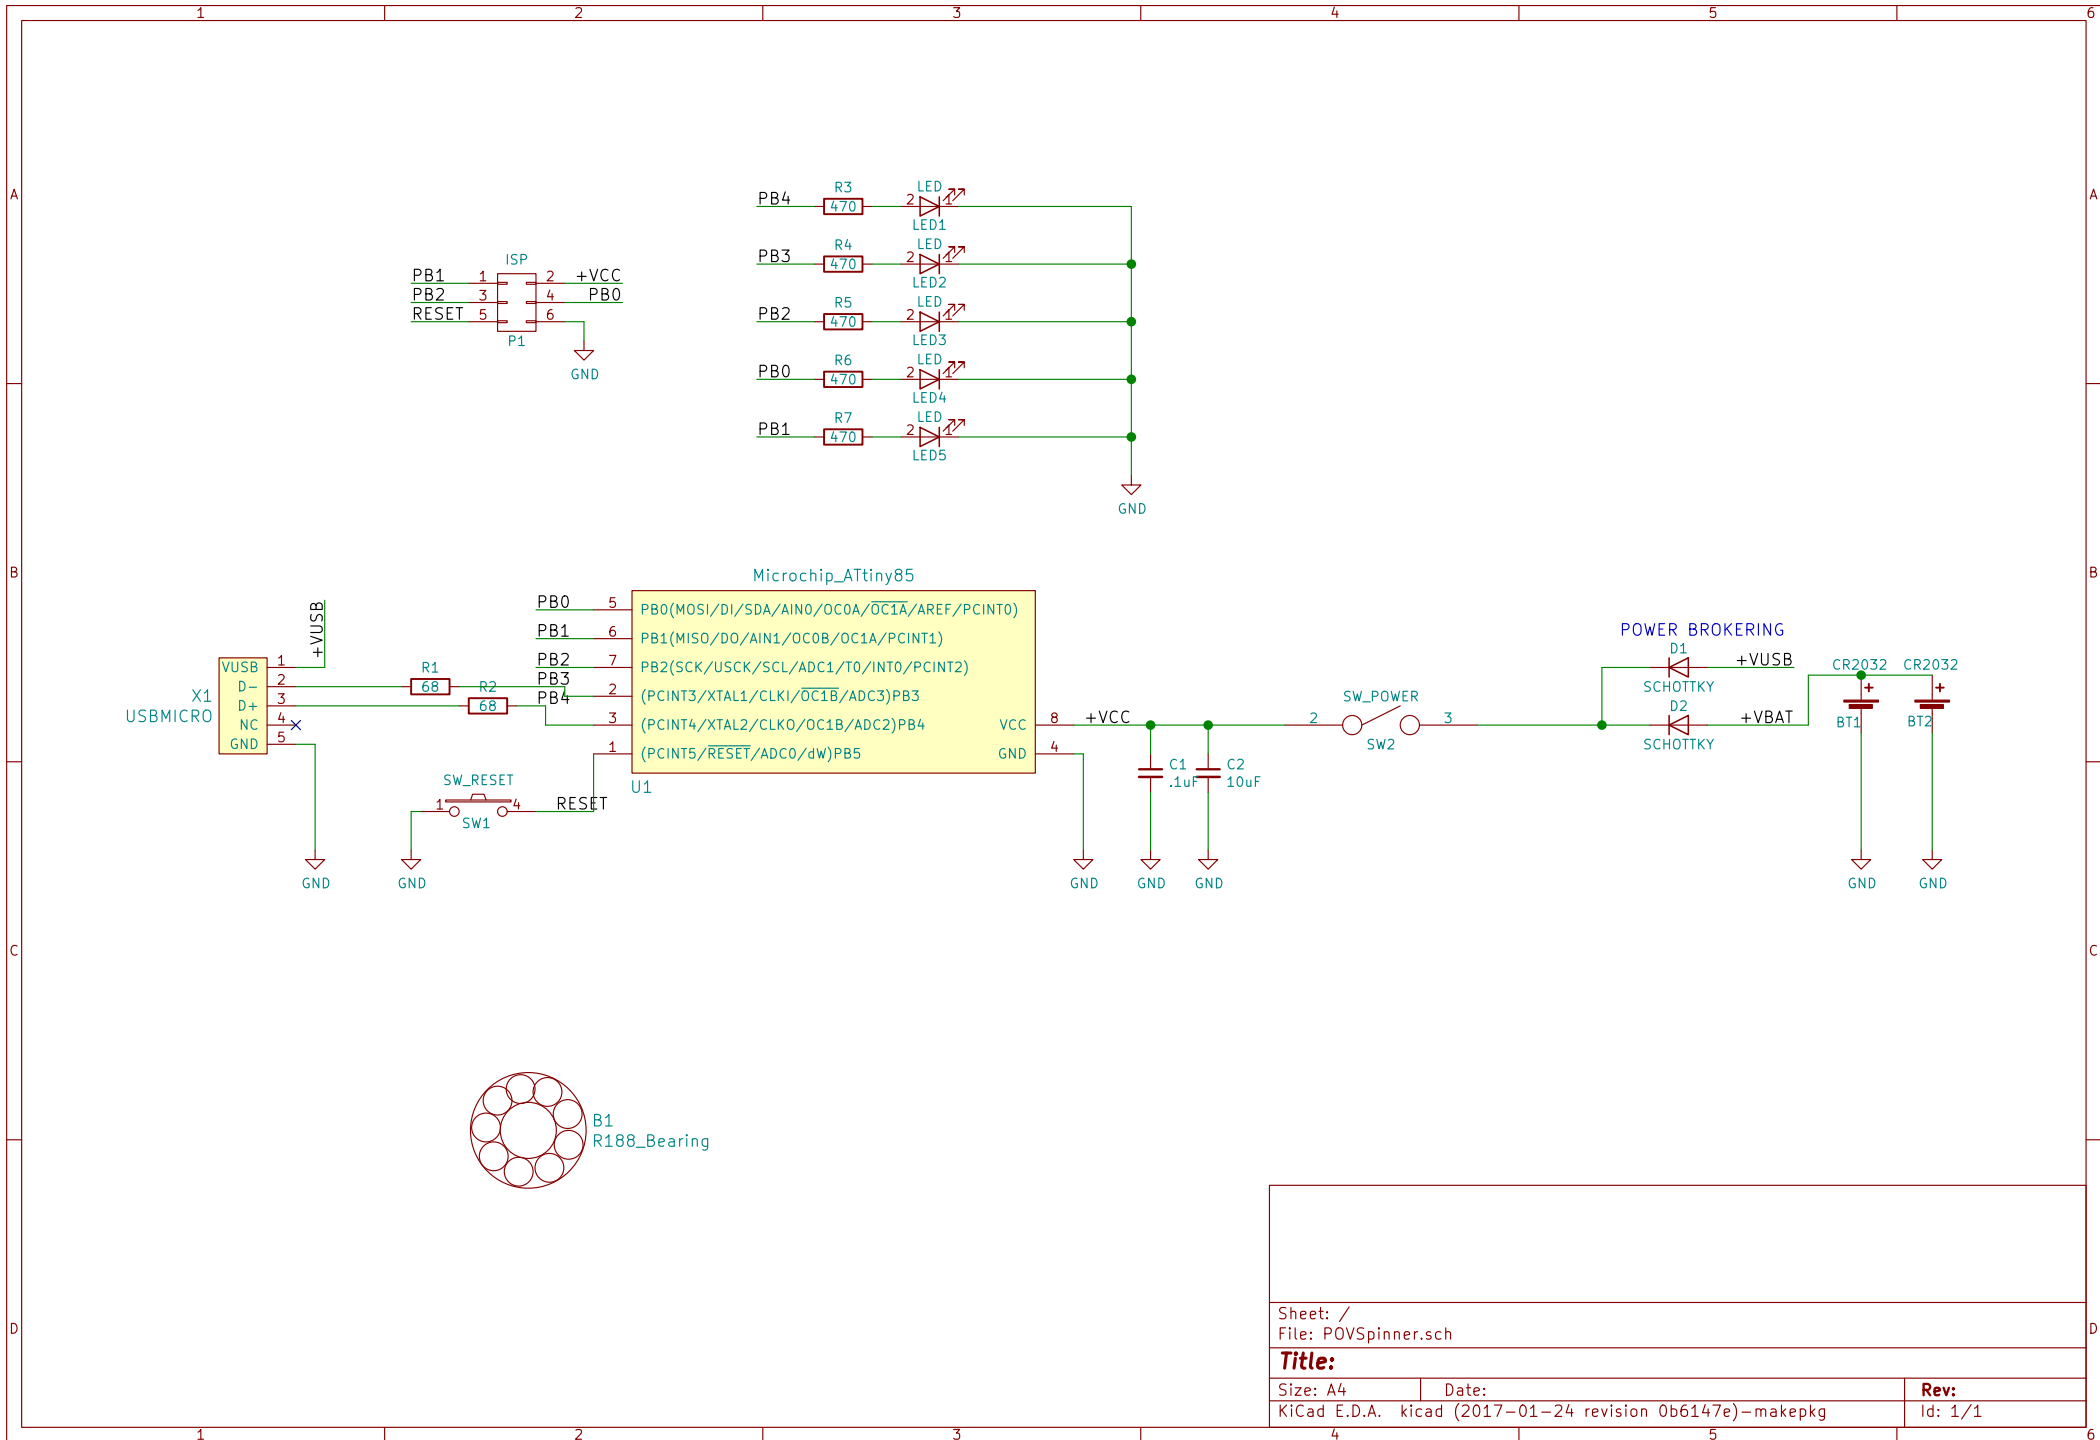 1 2 3 4 5 6
A A
B B
C C
D D
PB4 R3 470 2 LED 1 LED1
PB3 R4 470 2 LED 1 LED2
PB2 R5 470 2 LED 1 LED3
PB0 R6 470 2 LED 1 LED4
PB1 R7 470 2 LED 1 LED5
GND
ISP
PB1 1 2 +VCC
PB2 3 4 PB0
RESET 5 6
P1
GND
Microchip_ATtiny85
PB0 5 PB0(MOSI/DI/SDA/AIN0/OC0A/OC1A/AREF/PCINT0)
PB1 6 PB1(MISO/DO/AIN1/OC0B/OC1A/PCINT1)
PB2 7 PB2(SCK/USCK/SCL/ADC1/T0/INT0/PCINT2)
PB3 2 (PCINT3/XTAL1/CLKI/OC1B/ADC3)PB3
PB4 3 (PCINT4/XTAL2/CLKO/OC1B/ADC2)PB4
1 (PCINT5/RESET/ADC0/dW)PB5
VCC 8 +VCC
GND 4
U1
+VUSB
VUSB 1
D- 2
D+ 3
NC 4
GND 5
X1
USBMICRO
R1
68
R2
68
SW_RESET
1 4 RESET
SW1
GND
GND
C1
.1uF
C2
10uF
GND
GND
GND
SW_POWER
2 3
SW2
POWER BROKERING
D1
+VUSB
SCHOTTKY
D2
+VBAT
SCHOTTKY
CR2032 CR2032
+ +
BT1 BT2
GND GND
B1
R188_Bearing
Sheet: /
File: POVSpinner.sch
Title:
Size: A4 Date: Rev:
KiCad E.D.A. kicad (2017-01-24 revision 0b6147e)-makepkg Id: 1/1
1 2 3 4 5 6